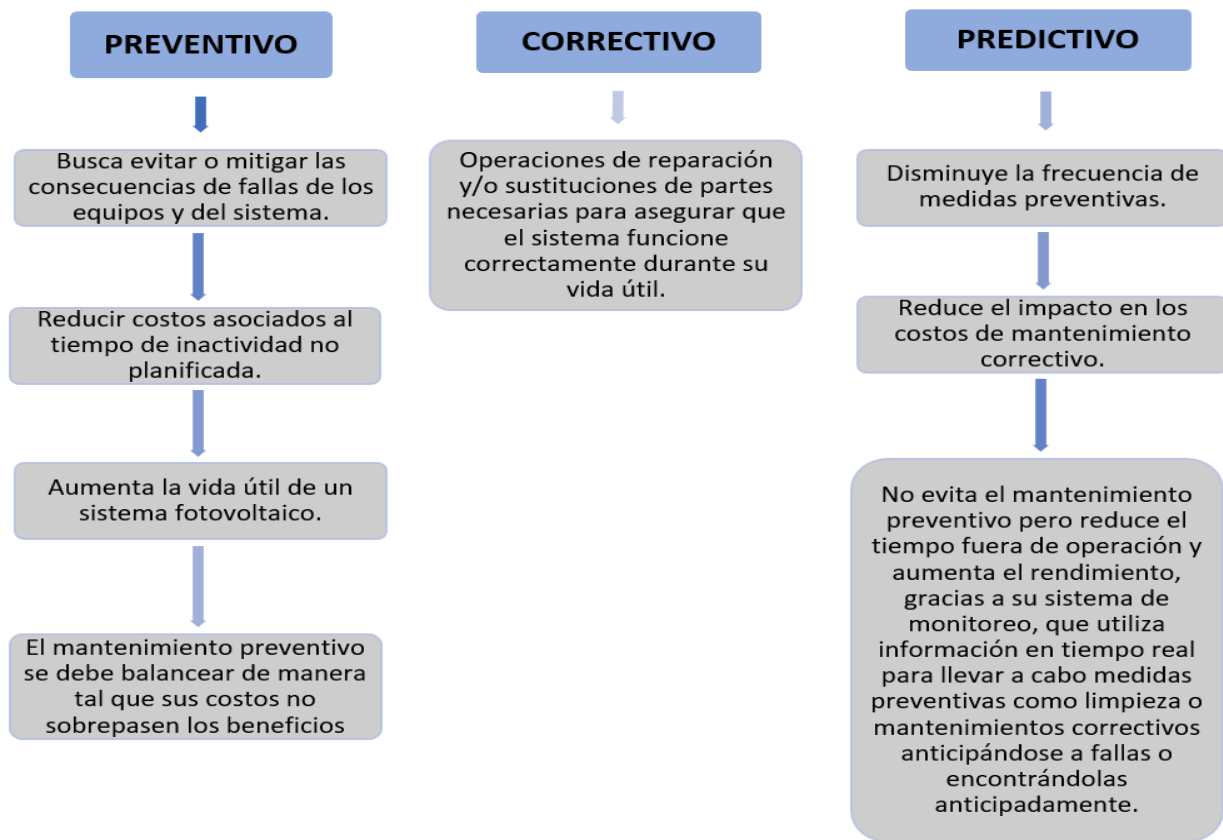 PREVENTIVO
Busca evitar o mitigar las
consecuencias de fallas de los
equipos y del sistema.
Reducir costos asociados al
tiempo de inactividad no
planificada.
Aumenta la vida útil de un
sistema fotovoltaico.
El mantenimiento preventivo
se debe balancear de manera
tal que sus costos no
sobrepasen los beneficios
CORRECTIVO
Operaciones de reparación
y/o sustituciones de partes
necesarias para asegurar que
el sistema funcione
correctamente durante su
vida útil.
PREDICTIVO
Disminuye la frecuencia de
medidas preventivas.
Reduce el impacto en los
costos de mantenimiento
correctivo.
No evita el mantenimiento
preventivo pero reduce el
tiempo fuera de operación y
aumenta el rendimiento,
gracias a su sistema de
monitoreo, que utiliza
información en tiempo real
para llevar a cabo medidas
preventivas como limpieza o
mantenimientos correctivos
anticipándose a fallas o
encontrándolas
anticipadamente.